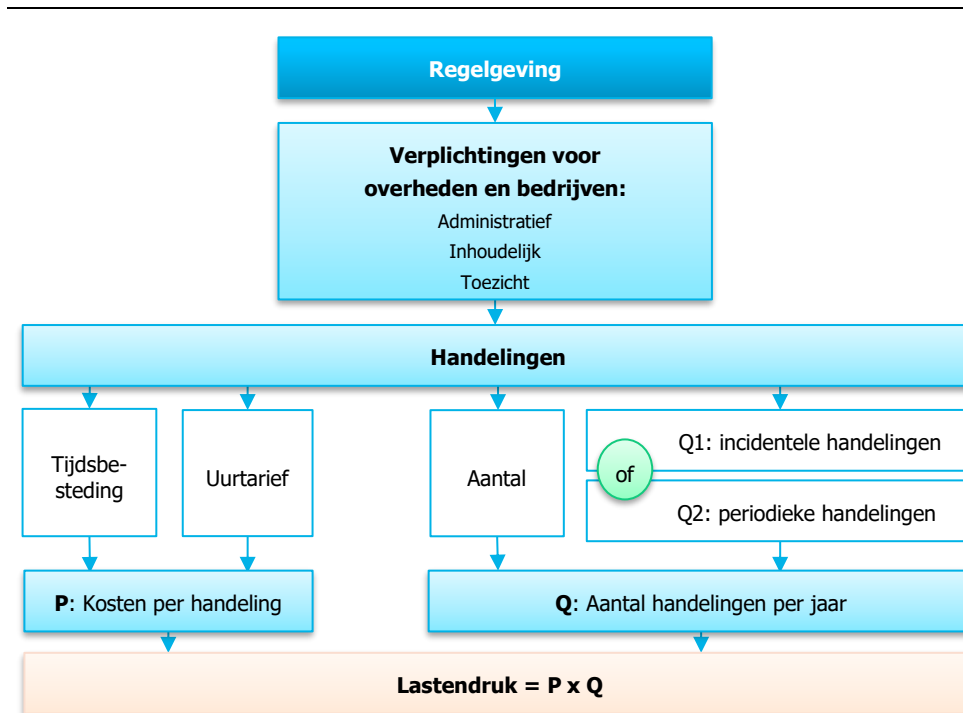 Regelgeving
Verplichtingen voor
overheden en bedrijven:
Administratief
Inhoudelijk
Toezicht
Handelingen
Tijdsbe-
steding
Uurtarief
Aantal
Q1: incidentele handelingen
of
Q2: periodieke handelingen
P: Kosten per handeling
Q: Aantal handelingen per jaar
Lastendruk = P x Q